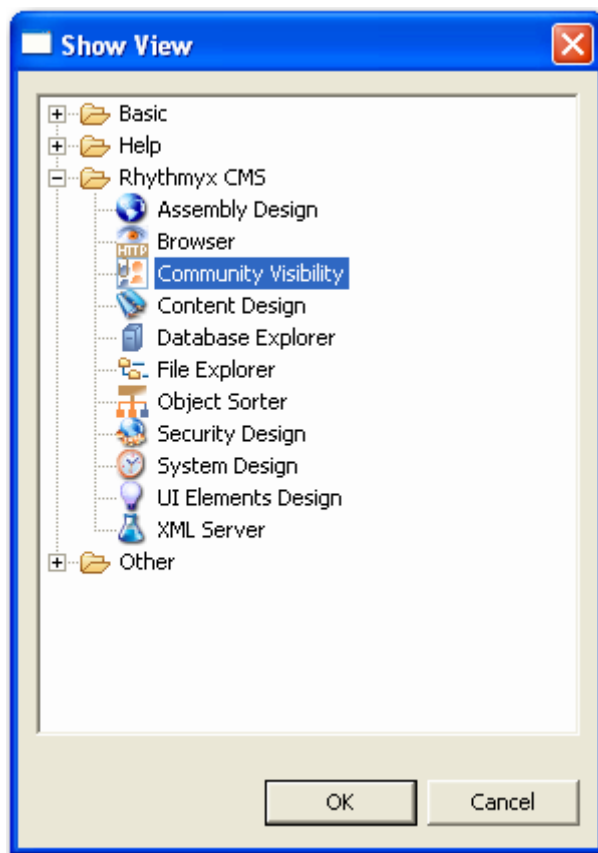 Show View
Basic
Help
Rhythmyx CMS
Assembly Design
Browser
HTTP
Community Visibility
Content Design
Database Explorer
File Explorer
Object Sorter
Security Design
System Design
UI Elements Design
XML Server
Other
OK Cancel